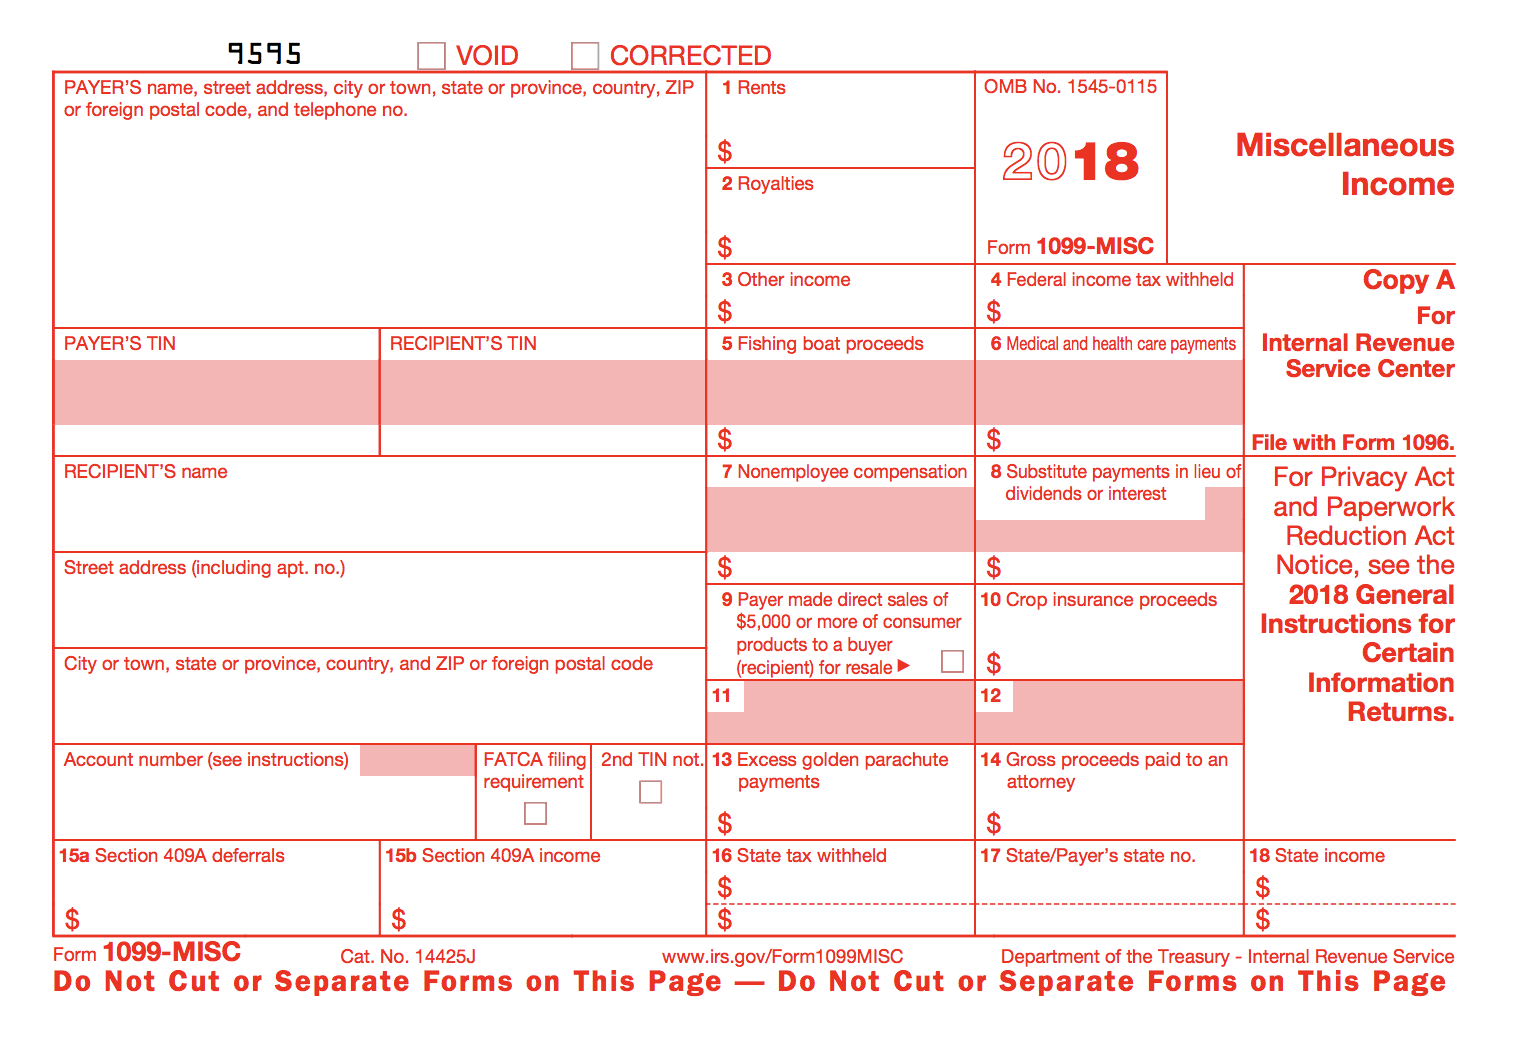 9595 VOID CORRECTED
PAYER'S name, street address, city or town, state or province, country, ZIP
or foreign postal code, and telephone no.
1 Rents
$
2 Royalties
$
OMB No. 1545-0115
2018
Form 1099-MISC
Miscellaneous
Income
3 Other income
$
4 Federal income tax withheld
$
Copy A
For
Internal Revenue
Service Center
File with Form 1096.
PAYER'S TIN
RECIPIENT'S TIN
5 Fishing boat proceeds
$
6 Medical and health care payments
$
RECIPIENT'S name
7 Nonemployee compensation
$
8 Substitute payments in lieu of
dividends or interest
$
For Privacy Act
and Paperwork
Reduction Act
Notice, see the
2018 General
Instructions for
Certain
Information
Returns.
Street address (including apt. no.)
9 Payer made direct sales of
$5,000 or more of consumer
products to a buyer
(recipient) for resale ►
10 Crop insurance proceeds
$
City or town, state or province, country, and ZIP or foreign postal code
11
12
Account number (see instructions)
FATCA filing
requirement
2nd TIN not.
13 Excess golden parachute
payments
$
14 Gross proceeds paid to an
attorney
$
15a Section 409A deferrals
$
15b Section 409A income
$
16 State tax withheld
$
$
17 State/Payer's state no.
18 State income
$
$
Form 1099-MISC Cat. No. 14425J www.irs.gov/Form1099MISC Department of the Treasury - Internal Revenue Service
Do Not Cut or Separate Forms on This Page — Do Not Cut or Separate Forms on This Page